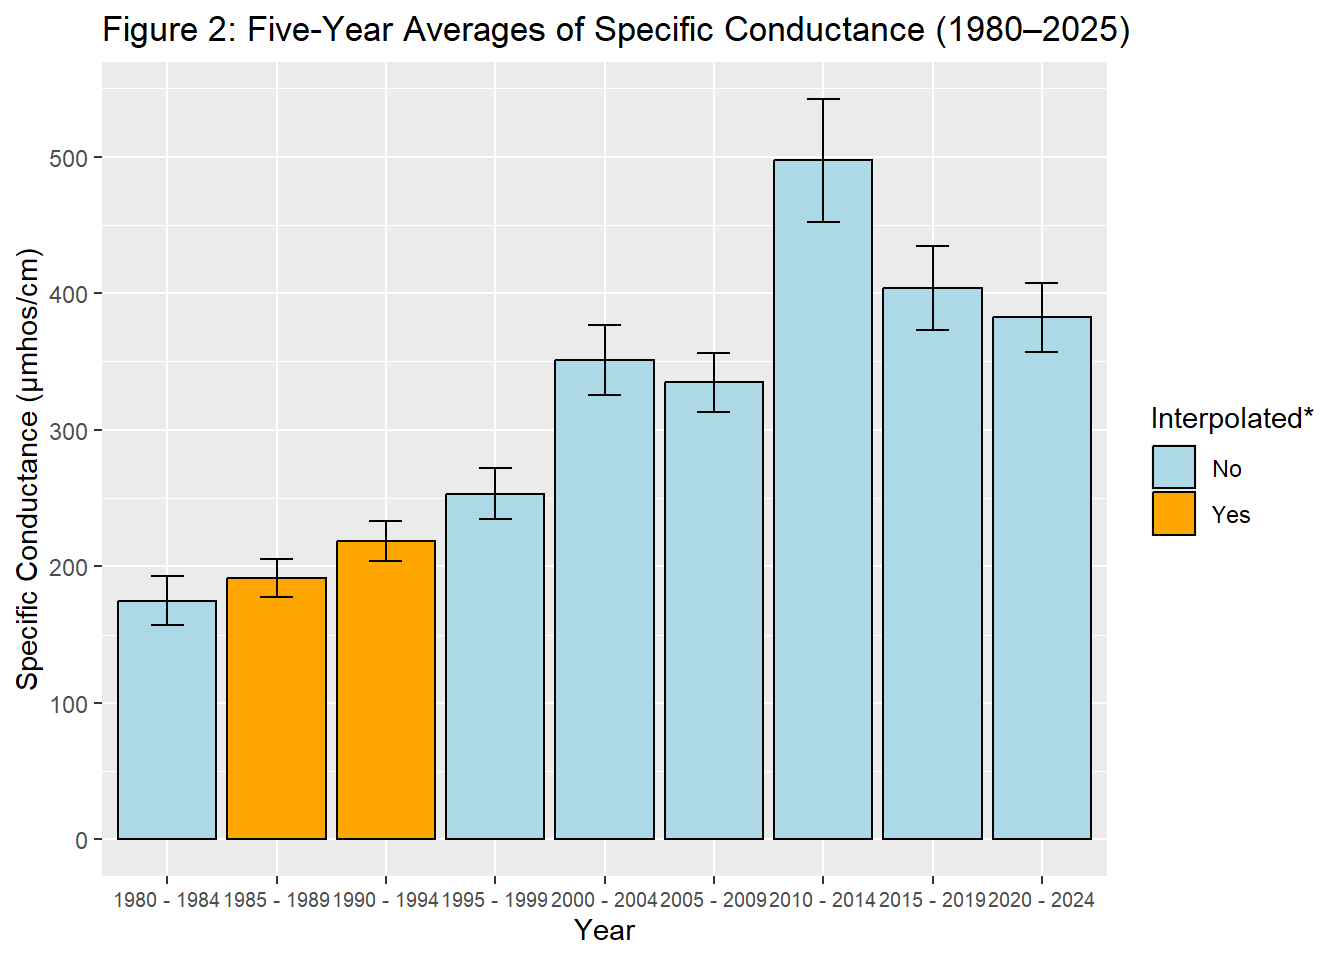 Figure 2: Five-Year Averages of Specific Conductance (1980–2025)
Specific Conductance (µmhos/cm)
500
400
300
200
100
0
1980 - 1984 1985 - 1989 1990 - 1994 1995 - 1999 2000 - 2004 2005 - 2009 2010 - 2014 2015 - 2019 2020 - 2024
Year
Interpolated*
No
Yes